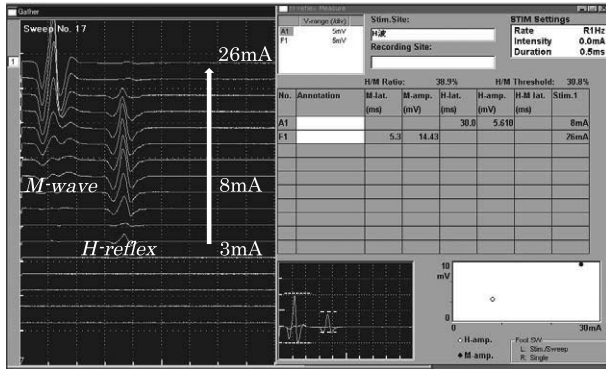 Gather
Sweep No. 17
1
26mA
M-wave
8mA
H-reflex
3mA
7
H-reflex Measure
V-range (/div)
A1 5mV
F1 5mV
Stim.Site:
H波
Recording Site:
STIM Settings
Rate R1Hz
Intensity 0.0mA
Duration 0.5ms
H/M Ratio: 38.9% H/M Threshold: 30.8%
No. Annotation M-lat. M-amp. H-lat. H-amp. H-M lat. Stim.1
(ms) (mV) (ms) (mV) (ms)
A1 30.0 5.610 8mA
F1 5.3 14.43 26mA
10
mV
0
0 30mA
H-amp.
M-amp.
Foot SW
L: Stim./Sweep
R: Single